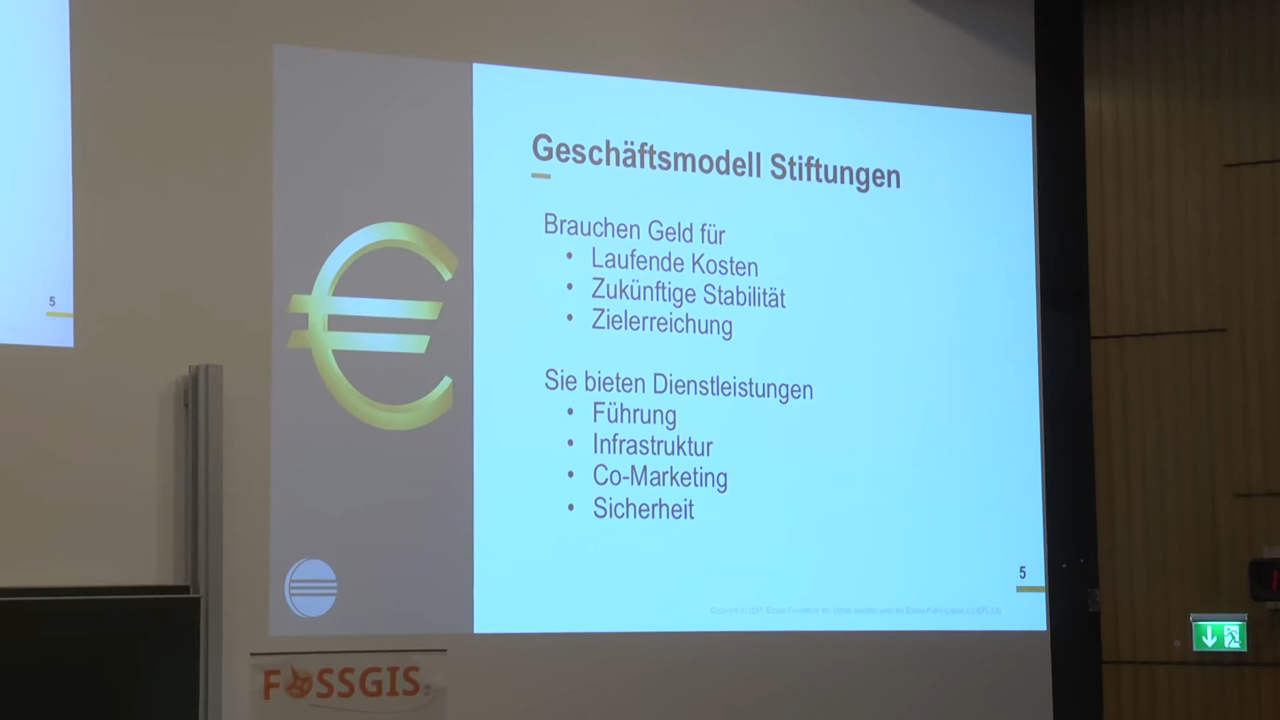 Geschäftsmodell Stiftungen
Brauchen Geld für
• Laufende Kosten
• Zukünftige Stabilität
• Zielerreichung
Sie bieten Dienstleistungen
• Führung
• Infrastruktur
• Co-Marketing
• Sicherheit
5
5
FOSSGIS